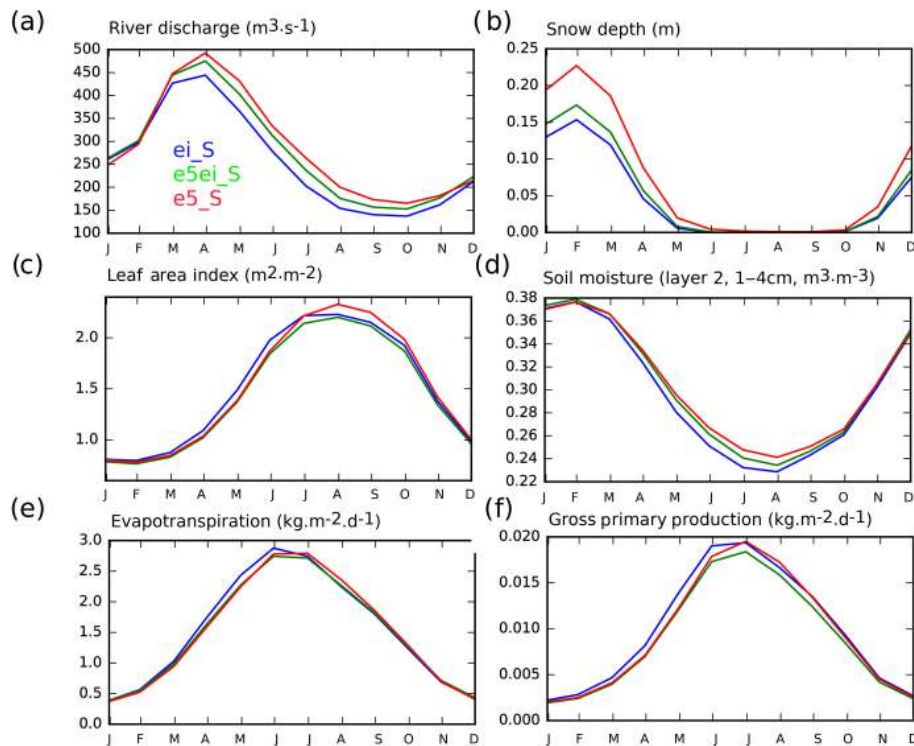 (a)
River discharge (m3.s-1)
500
450
400
350
300
250
200
150
100
J F M A M J J A S O N D
ei_S
e5ei_S
e5_S
(b)
Snow depth (m)
0.25
0.20
0.15
0.10
0.05
0.00
J F M A M J J A S O N D
(c)
Leaf area index (m2.m-2)
2.0
1.5
1.0
J F M A M J J A S O N D
(d)
Soil moisture (layer 2, 1–4cm, m3.m-3)
0.38
0.36
0.34
0.32
0.30
0.28
0.26
0.24
0.22
J F M A M J J A S O N D
(e)
Evapotranspiration (kg.m-2.d-1)
3.0
2.5
2.0
1.5
1.0
0.5
0.0
J F M A M J J A S O N D
(f)
Gross primary production (kg.m-2.d-1)
0.020
0.015
0.010
0.005
0.000
J F M A M J J A S O N D